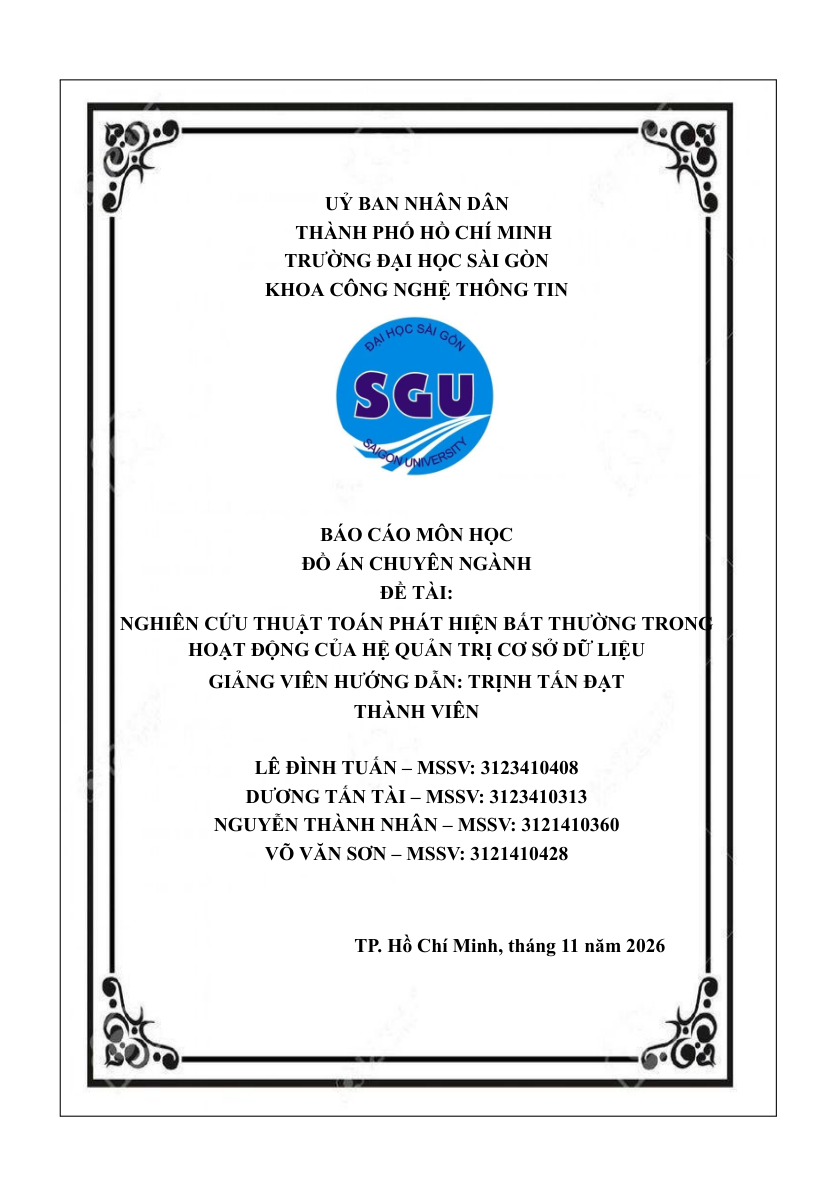 UỶ BAN NHÂN DÂN
THÀNH PHỐ HỒ CHÍ MINH
TRƯỜNG ĐẠI HỌC SÀI GÒN
KHOA CÔNG NGHỆ THÔNG TIN
ĐẠI HỌC SÀI GÒN
SGU
SAIGON UNIVERSITY
BÁO CÁO MÔN HỌC
ĐỒ ÁN CHUYÊN NGÀNH
ĐỀ TÀI:
NGHIÊN CỨU THUẬT TOÁN PHÁT HIỆN BẤT THƯỜNG TRONG
HOẠT ĐỘNG CỦA HỆ QUẢN TRỊ CƠ SỞ DỮ LIỆU
GIẢNG VIÊN HƯỚNG DẪN: TRỊNH TẤN ĐẠT
THÀNH VIÊN
LÊ ĐÌNH TUẤN – MSSV: 3123410408
DƯƠNG TẤN TÀI – MSSV: 3123410313
NGUYỄN THÀNH NHÂN – MSSV: 3121410360
VÕ VĂN SƠN – MSSV: 3121410428
TP. Hồ Chí Minh, tháng 11 năm 2026